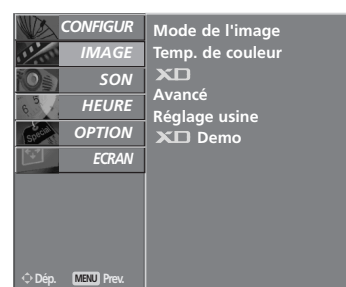 CONFIGUR
IMAGE
SON
HEURE
OPTION
ECRAN
Mode de l'image
Temp. de couleur
XD
Avancé
Réglage usine
XD Demo
Special
Dép. MENU Prev.